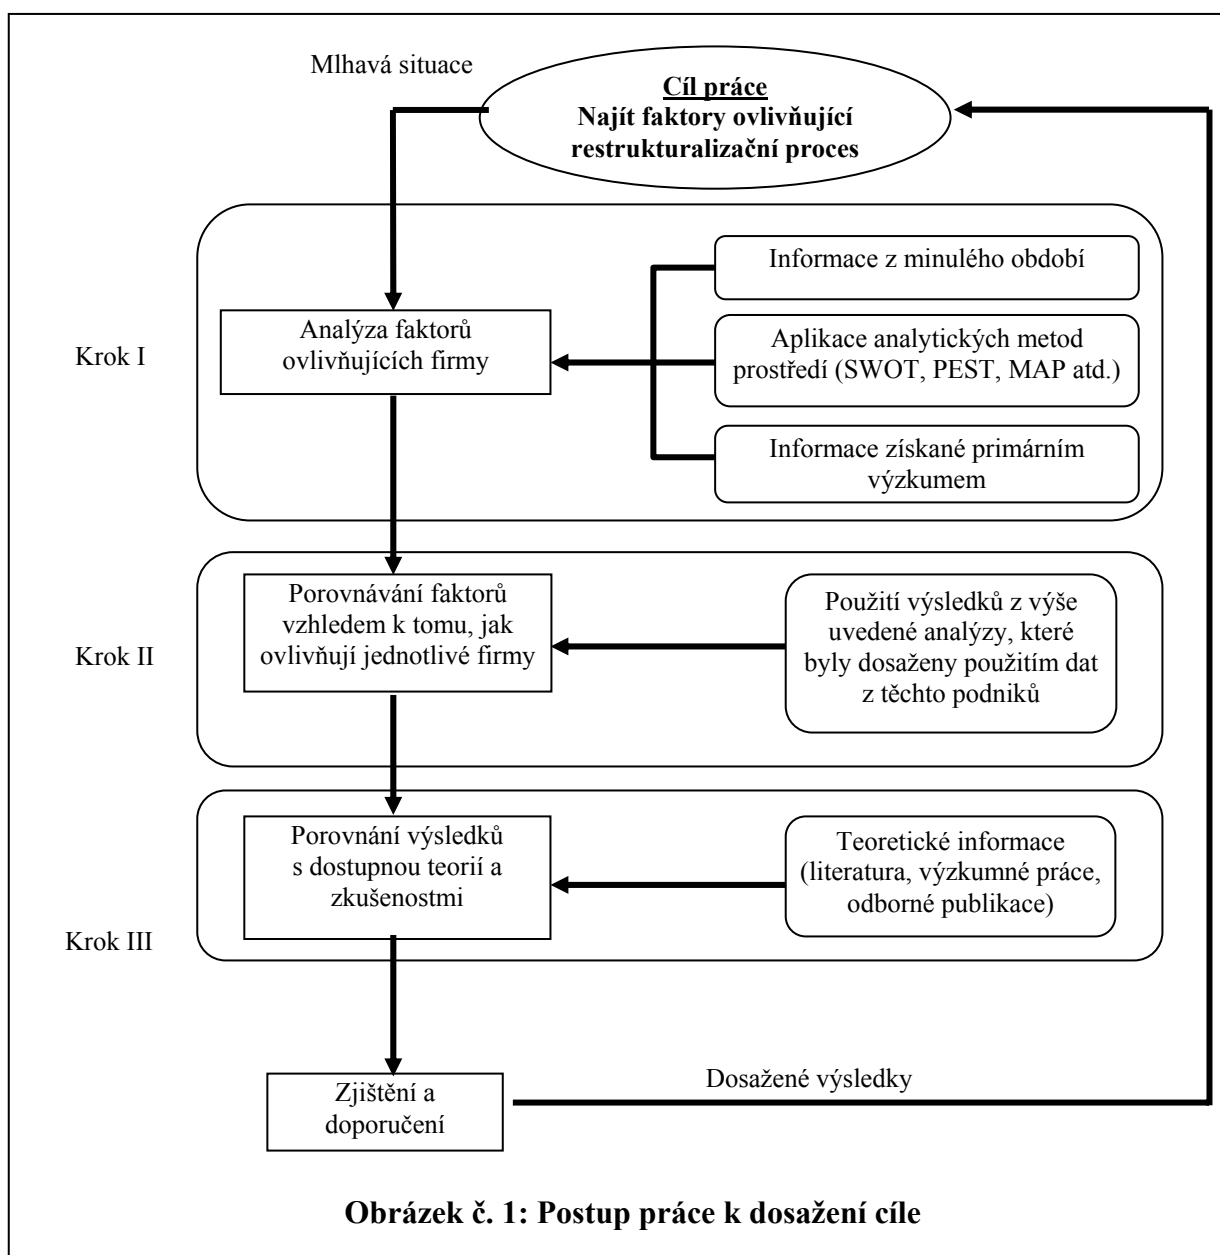 Mlhavá situace
Cíl práce
Najít faktory ovlivňující
restrukturalizační proces
Krok I
Analýza faktorů
ovlivňujících firmy
Informace z minulého období
Aplikace analytických metod
prostředí (SWOT, PEST, MAP atd.)
Informace získané primárním
výzkumem
Krok II
Porovnávání faktorů
vzhledem k tomu, jak
ovlivňují jednotlivé firmy
Použití výsledků z výše
uvedené analýzy, které
byly dosaženy použitím dat
z těchto podniků
Krok III
Porovnání výsledků
s dostupnou teorií a
zkušenostmi
Teoretické informace
(literatura, výzkumné práce,
odborné publikace)
Zjištění a
doporučení
Dosažené výsledky
Obrázek č. 1: Postup práce k dosažení cíle